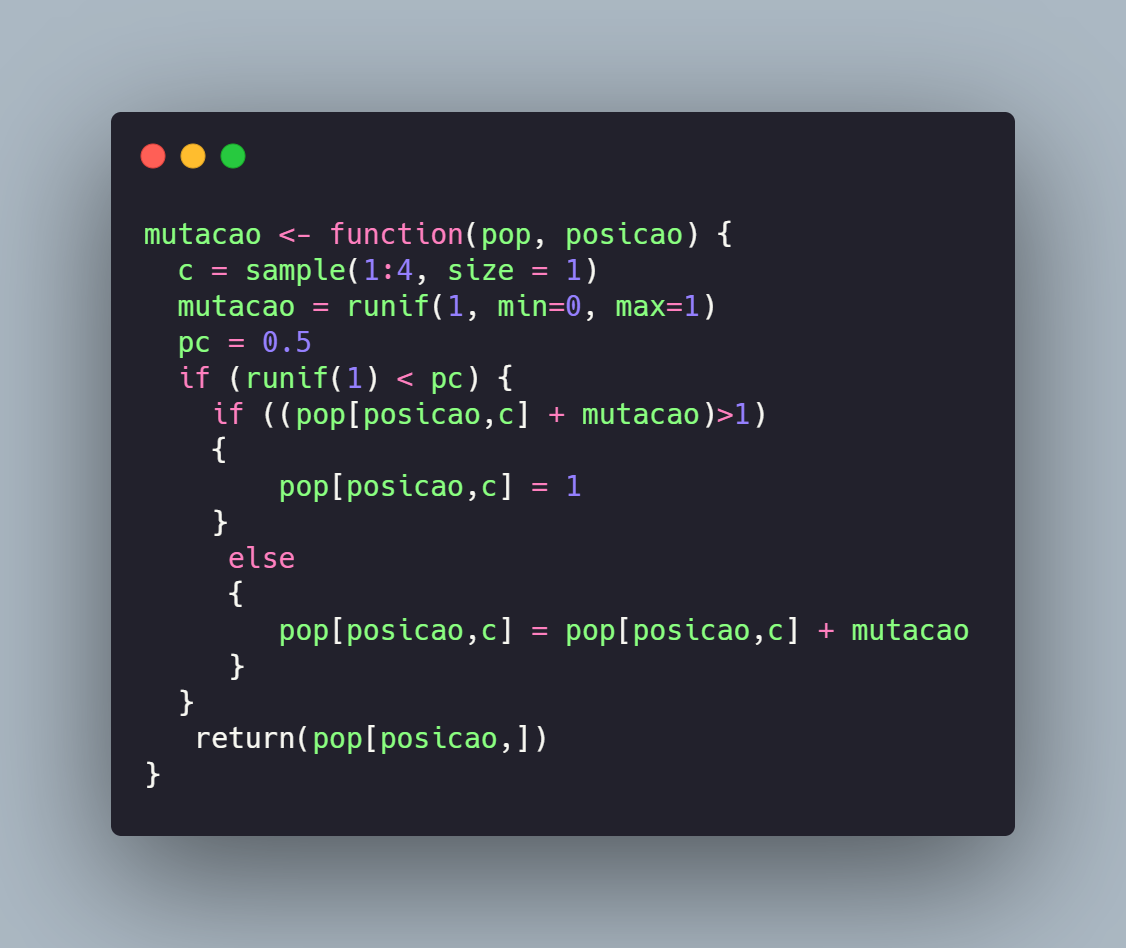 mutacao <- function(pop, posicao) {
  c = sample(1:4, size = 1)
  mutacao = runif(1, min=0, max=1)
  pc = 0.5
  if (runif(1) < pc) {
    if ((pop[posicao,c] + mutacao)>1)
    {
        pop[posicao,c] = 1
    }
     else
     {
        pop[posicao,c] = pop[posicao,c] + mutacao
     }
  }
   return(pop[posicao,])
}